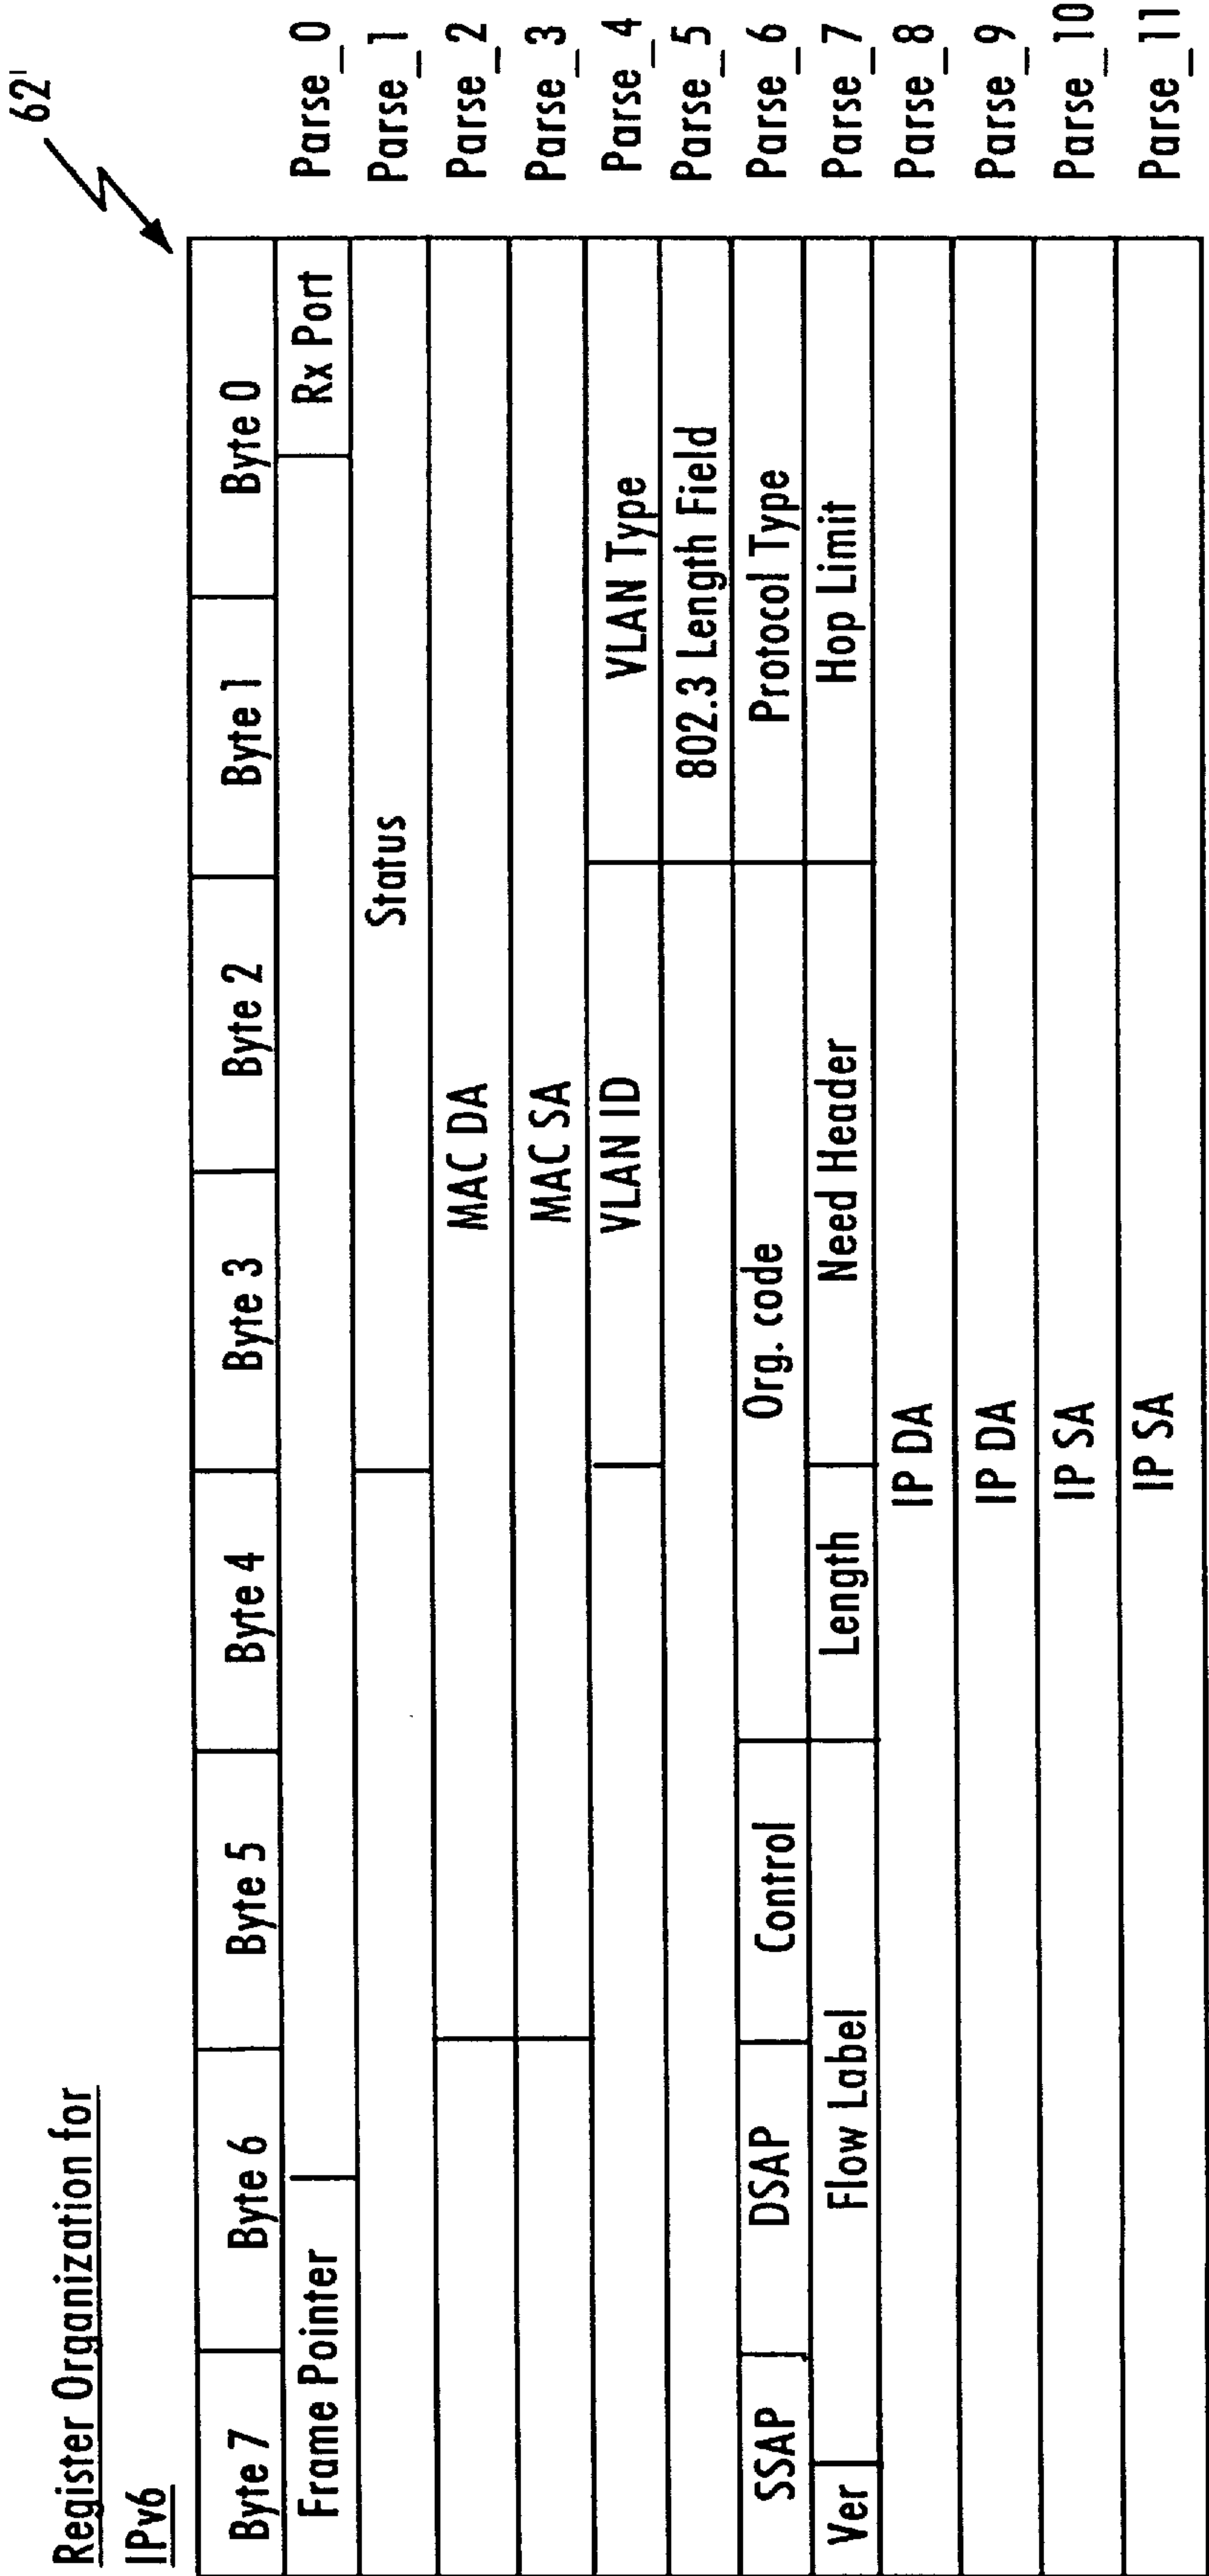 62'
Register Organization for
IPv6
Byte 7 Byte 6 Byte 5 Byte 4 Byte 3 Byte 2 Byte 1 Byte 0
Frame Pointer Rx Port Parse_0
Status Parse_1
MAC DA Parse_2
MAC SA Parse_3
VLAN ID VLAN Type Parse_4
802.3 Length Field Parse_5
SSAP DSAP Control Org. code Protocol Type Parse_6
Ver Flow Label Length Need Header Hop Limit Parse_7
IP DA Parse_8
IP DA Parse_9
IP SA Parse_10
IP SA Parse_11